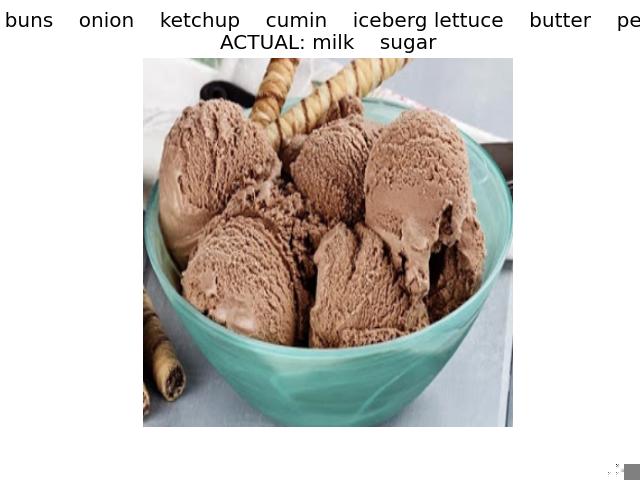 buns onion ketchup cumin iceberg lettuce butter
ACTUAL: milk sugar